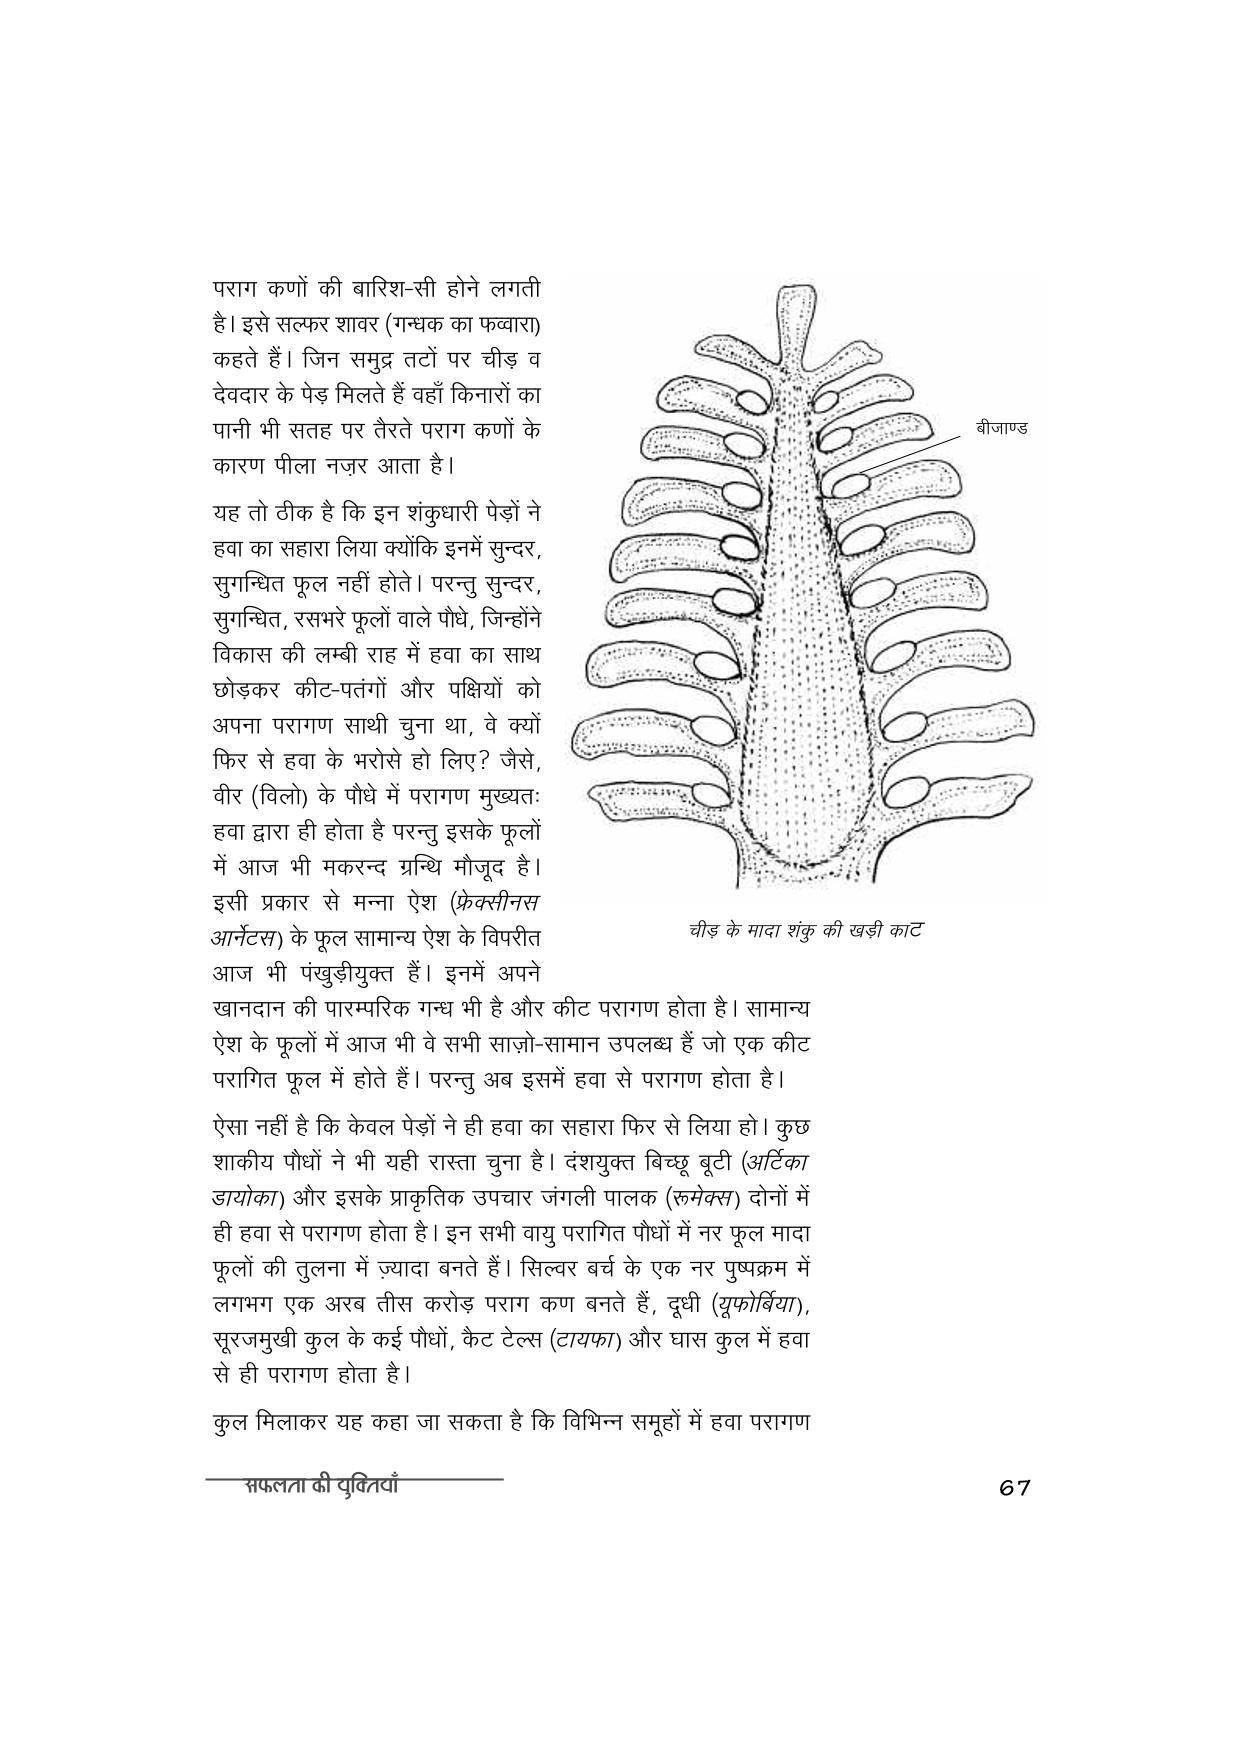 पराग कणों की बारिश-सी होने लगती
है। इसे सल्फर शावर (गन्धक का फव्वारा)
कहते हैं। जिन समुद्र तटों पर चीड़ व
देवदार के पेड़ मिलते हैं वहाँ किनारों का
पानी भी सतह पर तैरते पराग कणों के
कारण पीला नज़र आता है।
यह तो ठीक है कि इन शंकुधारी पेड़ों ने
हवा का सहारा लिया क्योंकि इनमें सुन्दर,
सुगन्धित फूल नहीं होते। परन्तु सुन्दर,
सुगन्धित, रसभरे फूलों वाले पौधे, जिन्होंने
विकास की लम्बी राह में हवा का साथ
छोड़कर कीट-पतंगों और पक्षियों को
अपना परागण साथी चुना था, वे क्यों
फिर से हवा के भरोसे हो लिए? जैसे,
वीर (विलो) के पौधे में परागण मुख्यतः
हवा द्वारा ही होता है परन्तु इसके फूलों
में आज भी मकरन्द ग्रन्थि मौजूद है।
इसी प्रकार से मन्ना ऐश (फ्रेक्सीनस
आर्नेटस) के फूल सामान्य ऐश के विपरीत
आज भी पंखुड़ीयुक्त हैं। इनमें अपने
खानदान की पारम्परिक गन्ध भी है और कीट परागण होता है। सामान्य
ऐश के फूलों में आज भी वे सभी साज़ो-सामान उपलब्ध हैं जो एक कीट
परागित फूल में होते हैं। परन्तु अब इसमें हवा से परागण होता है।
बीजाण्ड
चीड़ के मादा शंकु की खड़ी काट
ऐसा नहीं है कि केवल पेड़ों ने ही हवा का सहारा फिर से लिया हो। कुछ
शाकीय पौधों ने भी यही रास्ता चुना है। दंशयुक्त बिच्छू बूटी (अर्टिका
डायोका) और इसके प्राकृतिक उपचार जंगली पालक (रूमेक्स) दोनों में
ही हवा से परागण होता है। इन सभी वायु परागित पौधों में नर फूल मादा
फूलों की तुलना में ज़्यादा बनते हैं। सिल्वर बर्च के एक नर पुष्पक्रम में
लगभग एक अरब तीस करोड़ पराग कण बनते हैं, दूधी (यूफोर्बिया),
सूरजमुखी कुल के कई पौधों, कैट टेल्स (टायफा) और घास कुल में हवा
से ही परागण होता है।
कुल मिलाकर यह कहा जा सकता है कि विभिन्न समूहों में हवा परागण
सफलता की युक्तियाँ
67